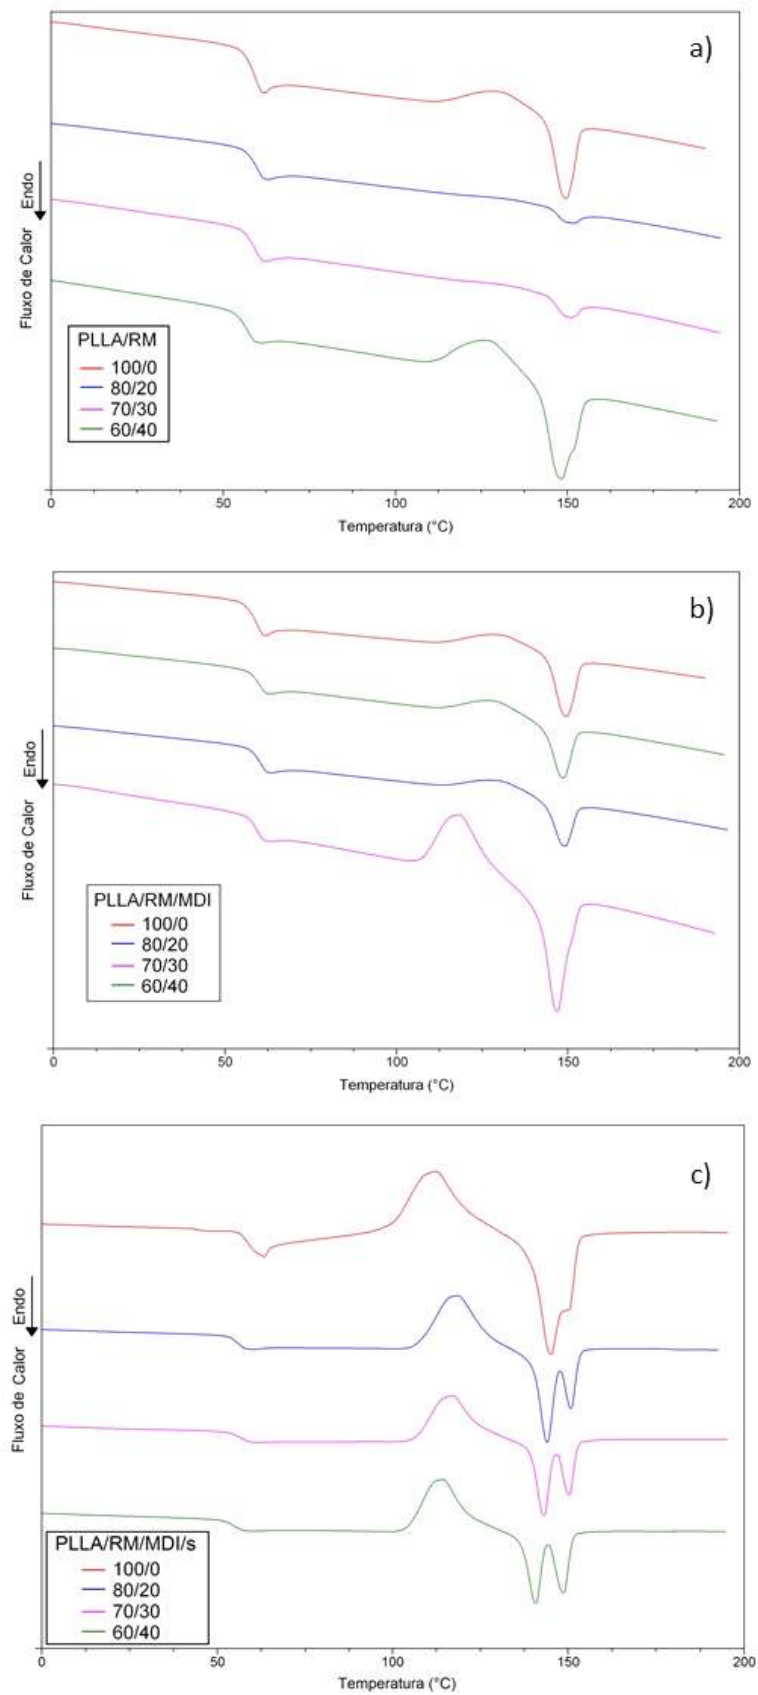 a)
Fluxo de Calor Endo
PLLA/RM
100/0
80/20
70/30
60/40
0 50 100 150 200
Temperatura (°C)
b)
Fluxo de Calor Endo
PLLA/RM/MDI
100/0
80/20
70/30
60/40
0 50 100 150 200
Temperatura (°C)
c)
Fluxo de Calor Endo
PLLA/RM/MDI/s
100/0
80/20
70/30
60/40
0 50 100 150 200
Temperatura (°C)